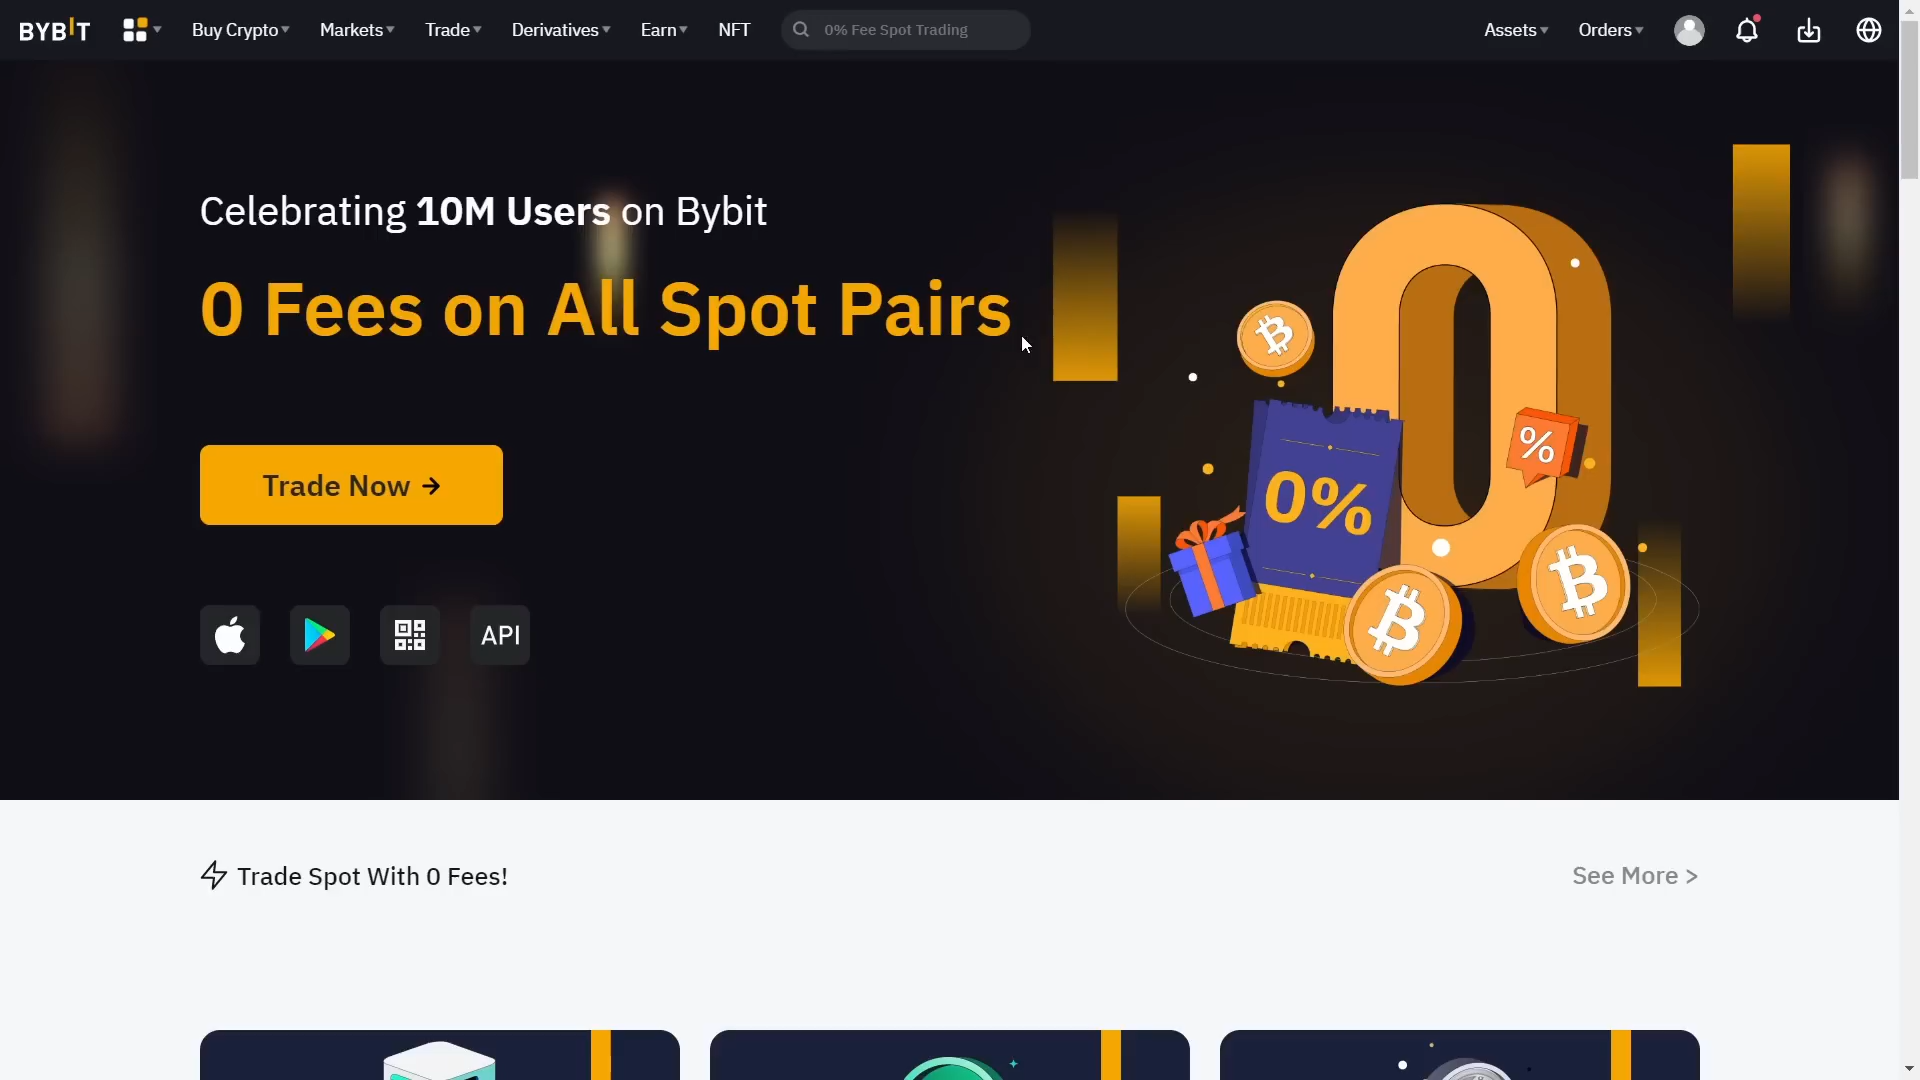 BYBIT
Buy Crypto
Markets
Trade
Derivatives
Earn
NFT
0% Fee Spot Trading
Assets
Orders
Celebrating 10M Users on Bybit
0 Fees on All Spot Pairs
Trade Now →
API
0
0%
%
Trade Spot With 0 Fees!
See More >